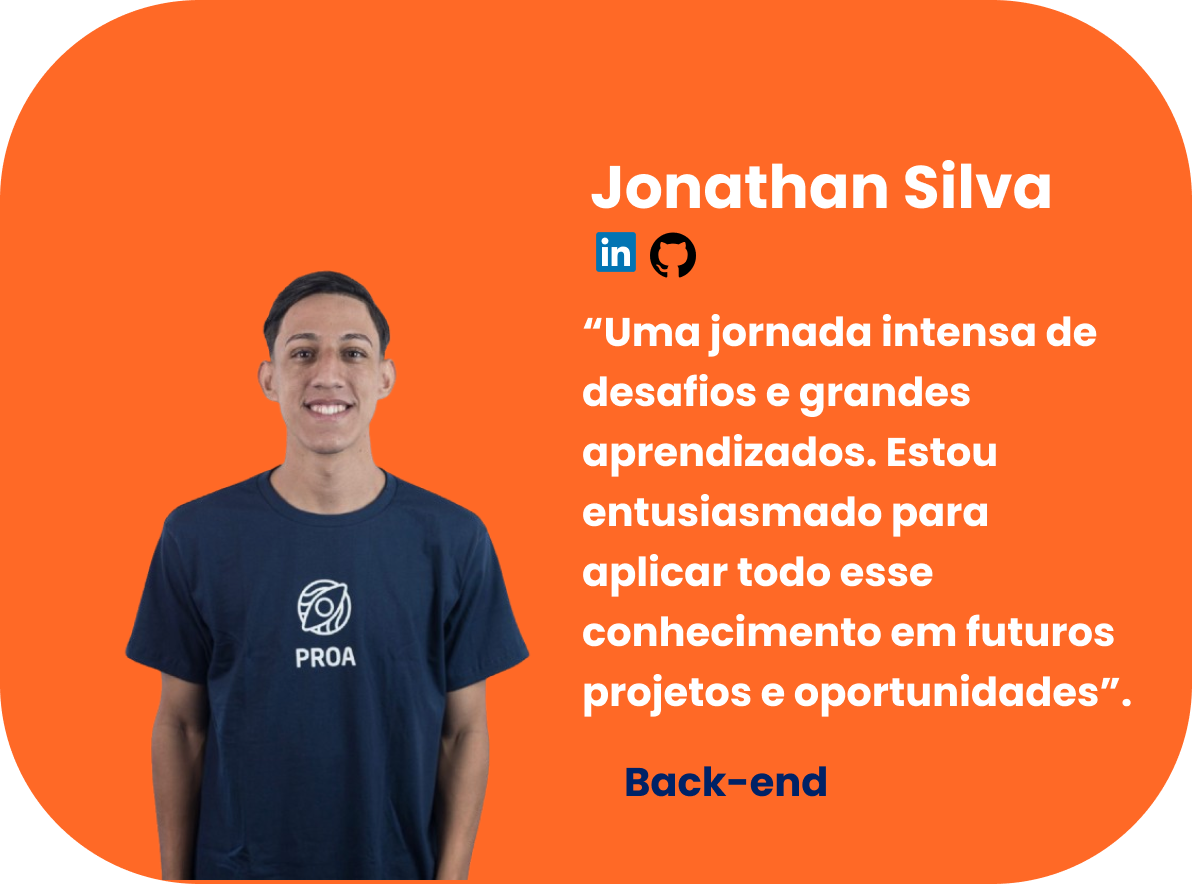 Jonathan Silva
in
“Uma jornada intensa de
desafios e grandes
aprendizados. Estou
entusiasmado para
aplicar todo esse
conhecimento em futuros
projetos e oportunidades”.
PROA
Back-end